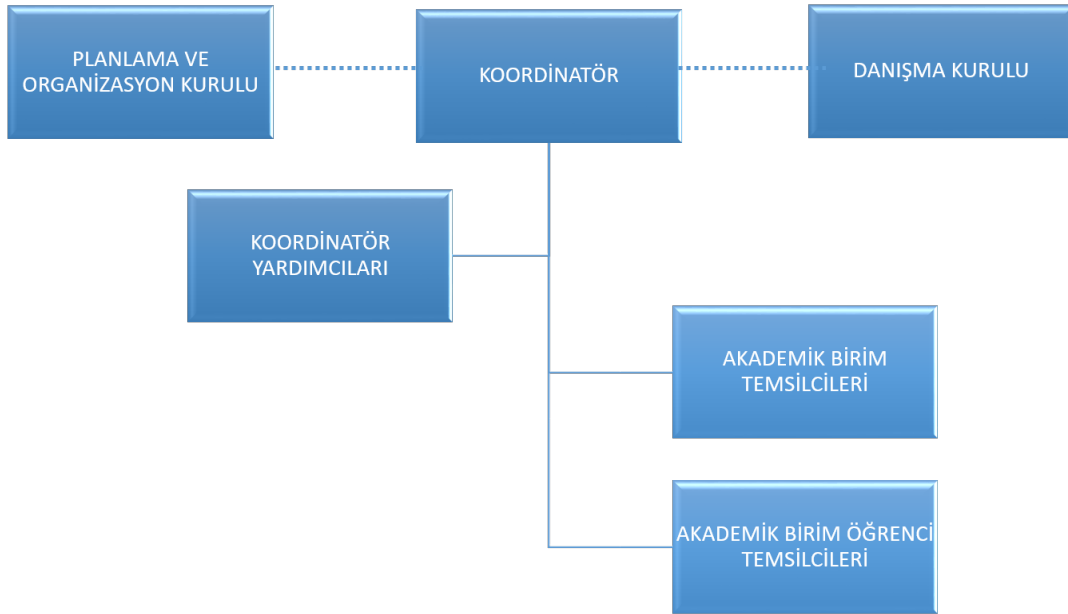 PLANLAMA VE
ORGANİZASYON KURULU
KOORDİNATÖR
DANIŞMA KURULU
KOORDİNATÖR
YARDIMCILARI
AKADEMİK BİRİM
TEMSİLCİLERİ
AKADEMİK BİRİM ÖĞRENCİ
TEMSİLCİLERİ